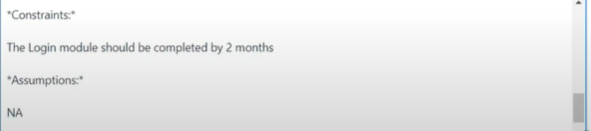 *Constraints:*
The Login module should be completed by 2 months
*Assumptions:*
NA